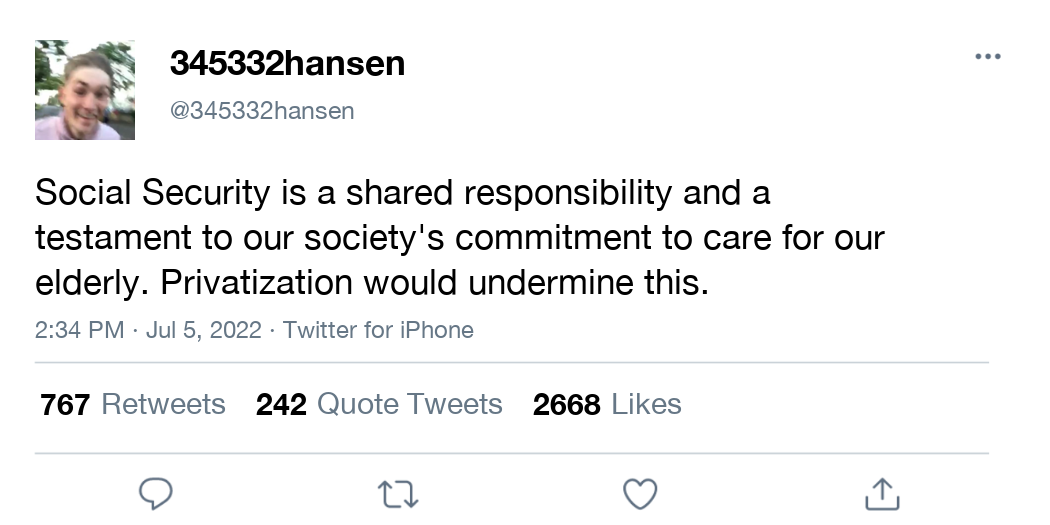 345332hansen
@345332hansen
Social Security is a shared responsibility and a
testament to our society's commitment to care for our
elderly. Privatization would undermine this.
2:34 PM · Jul 5, 2022 · Twitter for iPhone
767 Retweets 242 Quote Tweets 2668 Likes